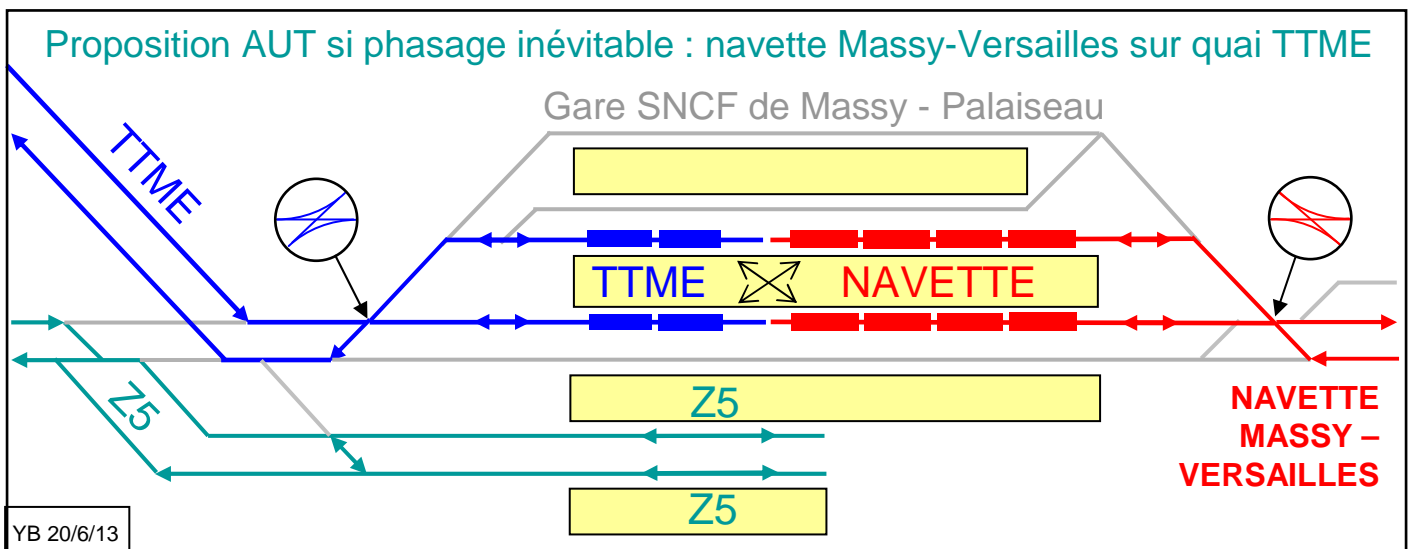 Proposition AUT si phasage inévitable : navette Massy-Versailles sur quai TTME
Gare SNCF de Massy - Palaiseau
TTME
TTME
NAVETTE
Z5
Z5
NAVETTE
MASSY –
VERSAILLES
Z5
YB 20/6/13